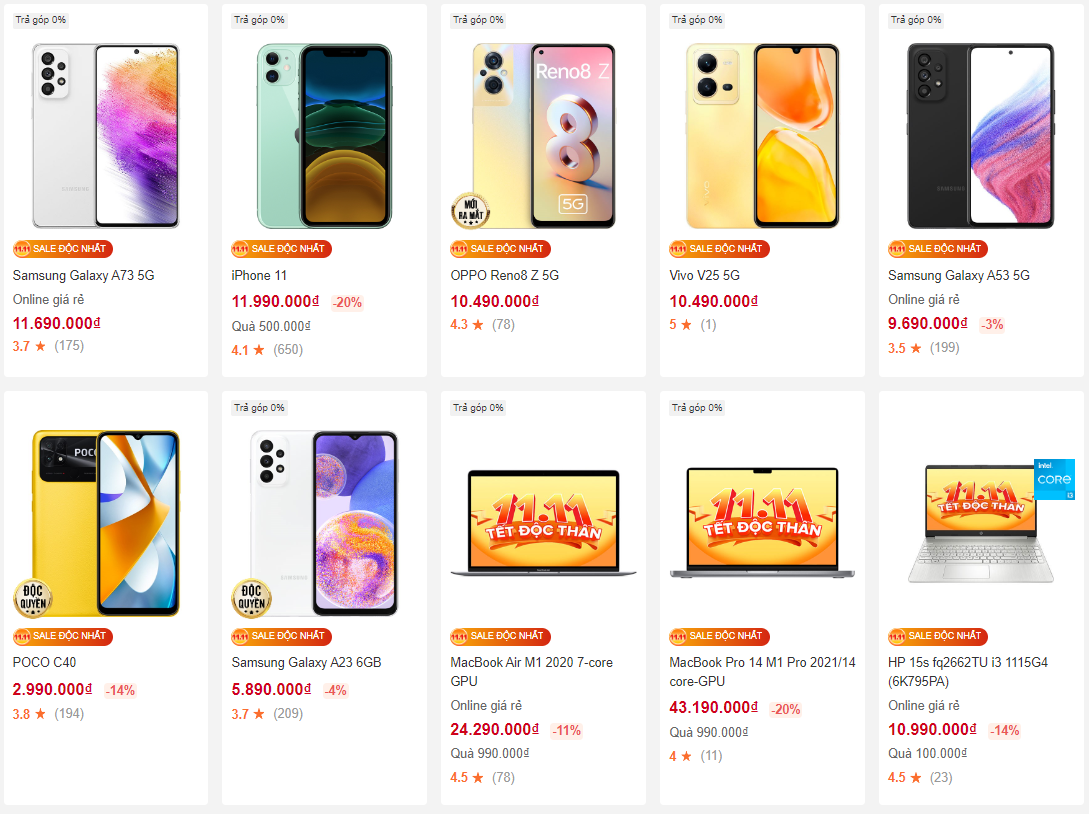 Trả góp 0%
SAMSUNG
11.11 SALE ĐỘC NHẤT
Samsung Galaxy A73 5G
Online giá rẻ
11.690.000₫
3.7 ★ (175)
Trả góp 0%
11.11 SALE ĐỘC NHẤT
iPhone 11
11.990.000₫ -20%
Quà 500.000₫
4.1 ★ (650)
Trả góp 0%
Reno8 Z
8
5G
MỚI
RA MẮT
11.11 SALE ĐỘC NHẤT
OPPO Reno8 Z 5G
10.490.000₫
4.3 ★ (78)
Trả góp 0%
vivo
11.11 SALE ĐỘC NHẤT
Vivo V25 5G
10.490.000₫
5 ★ (1)
Trả góp 0%
SAMSUNG
11.11 SALE ĐỘC NHẤT
Samsung Galaxy A53 5G
Online giá rẻ
9.690.000₫ -3%
3.5 ★ (199)
POCO
ĐỘC
QUYỀN
11.11 SALE ĐỘC NHẤT
POCO C40
2.990.000₫ -14%
3.8 ★ (194)
Trả góp 0%
SAMSUNG
ĐỘC
QUYỀN
11.11 SALE ĐỘC NHẤT
Samsung Galaxy A23 6GB
5.890.000₫ -4%
3.7 ★ (209)
Trả góp 0%
11.11
TẾT ĐỘC THÂN
11.11 SALE ĐỘC NHẤT
MacBook Air M1 2020 7-core
GPU
Online giá rẻ
24.290.000₫ -11%
Quà 990.000₫
4.5 ★ (78)
Trả góp 0%
11.11
TẾT ĐỘC THÂN
11.11 SALE ĐỘC NHẤT
MacBook Pro 14 M1 Pro 2021/14
core-GPU
43.190.000₫ -20%
Quà 990.000₫
4 ★ (11)
intel
CORE
i3
11.11
TẾT ĐỘC THÂN
11.11 SALE ĐỘC NHẤT
HP 15s fq2662TU i3 1115G4
(6K795PA)
Online giá rẻ
10.990.000₫ -14%
Quà 100.000₫
4.5 ★ (23)